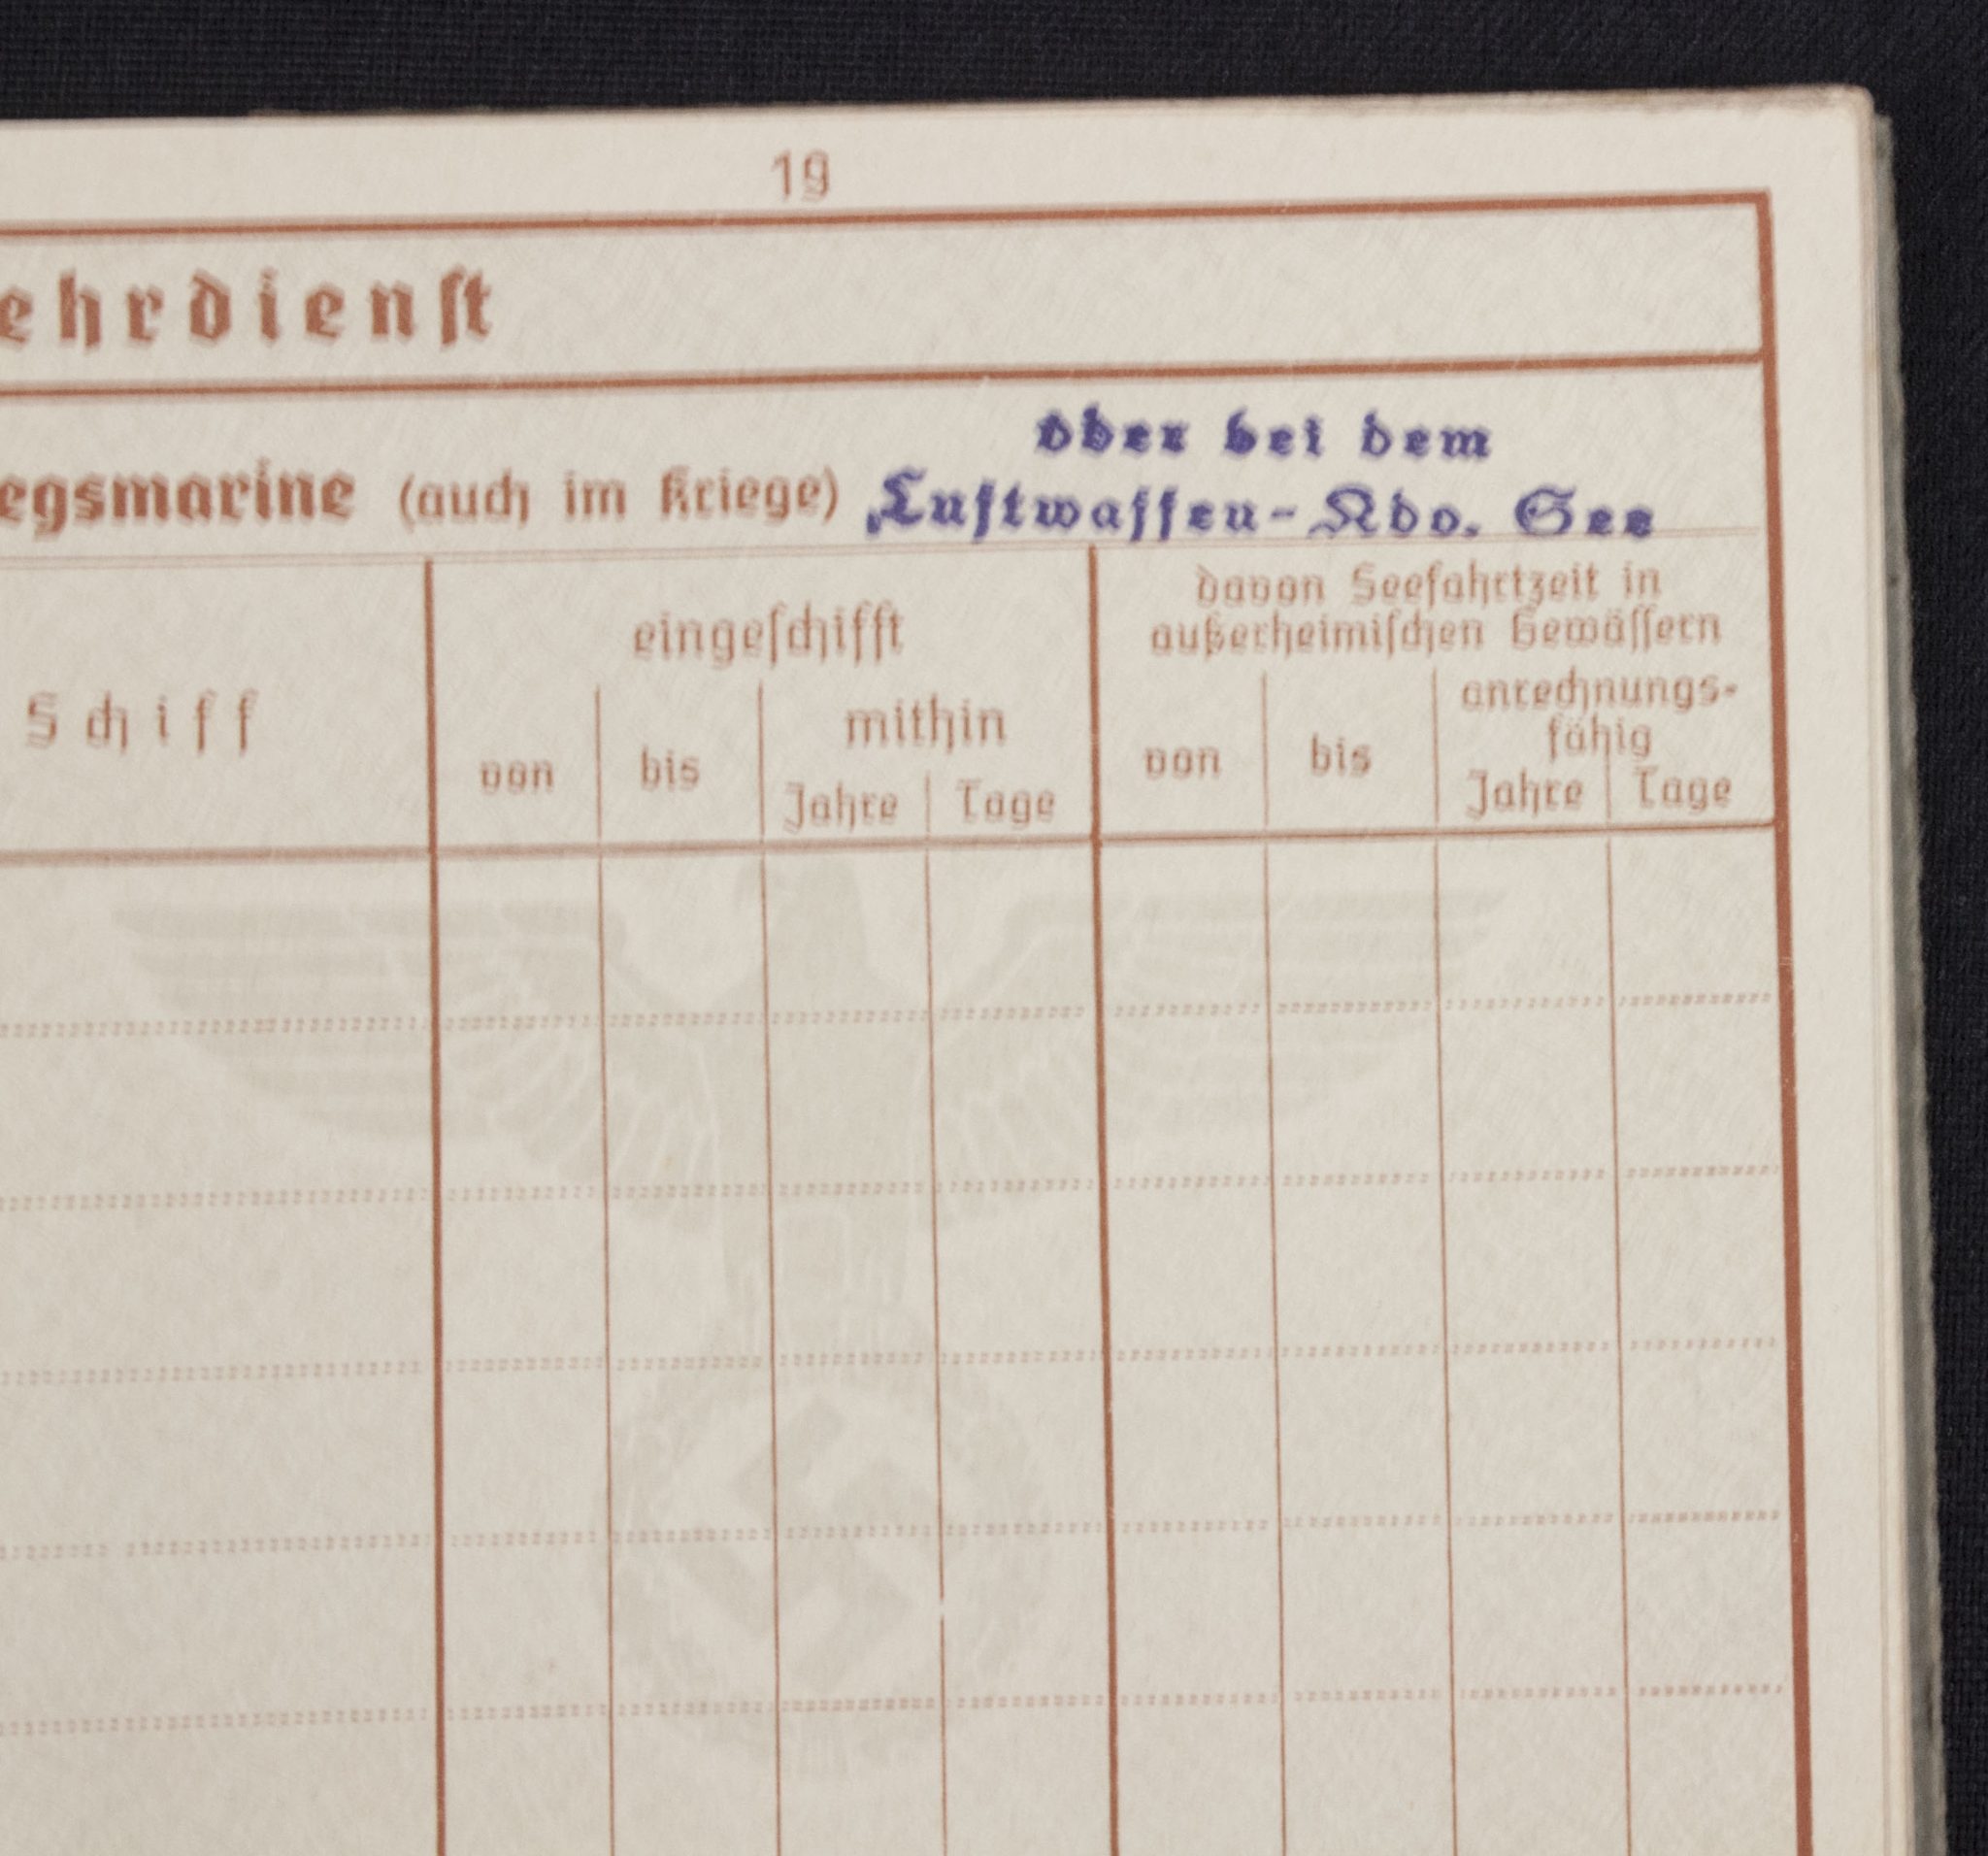 19
ehrdienſt
oder bei dem
egsmarine (auch im Kriege) Luftwaffen-Kdo. See
Schiff
eingeſchifft
von
bis
mithin
Jahre
Tage
davon Seefahrtzeit in
außerheimiſchen Gewäſſern
von
bis
anrechnungs-
fähig
Jahre
Tage